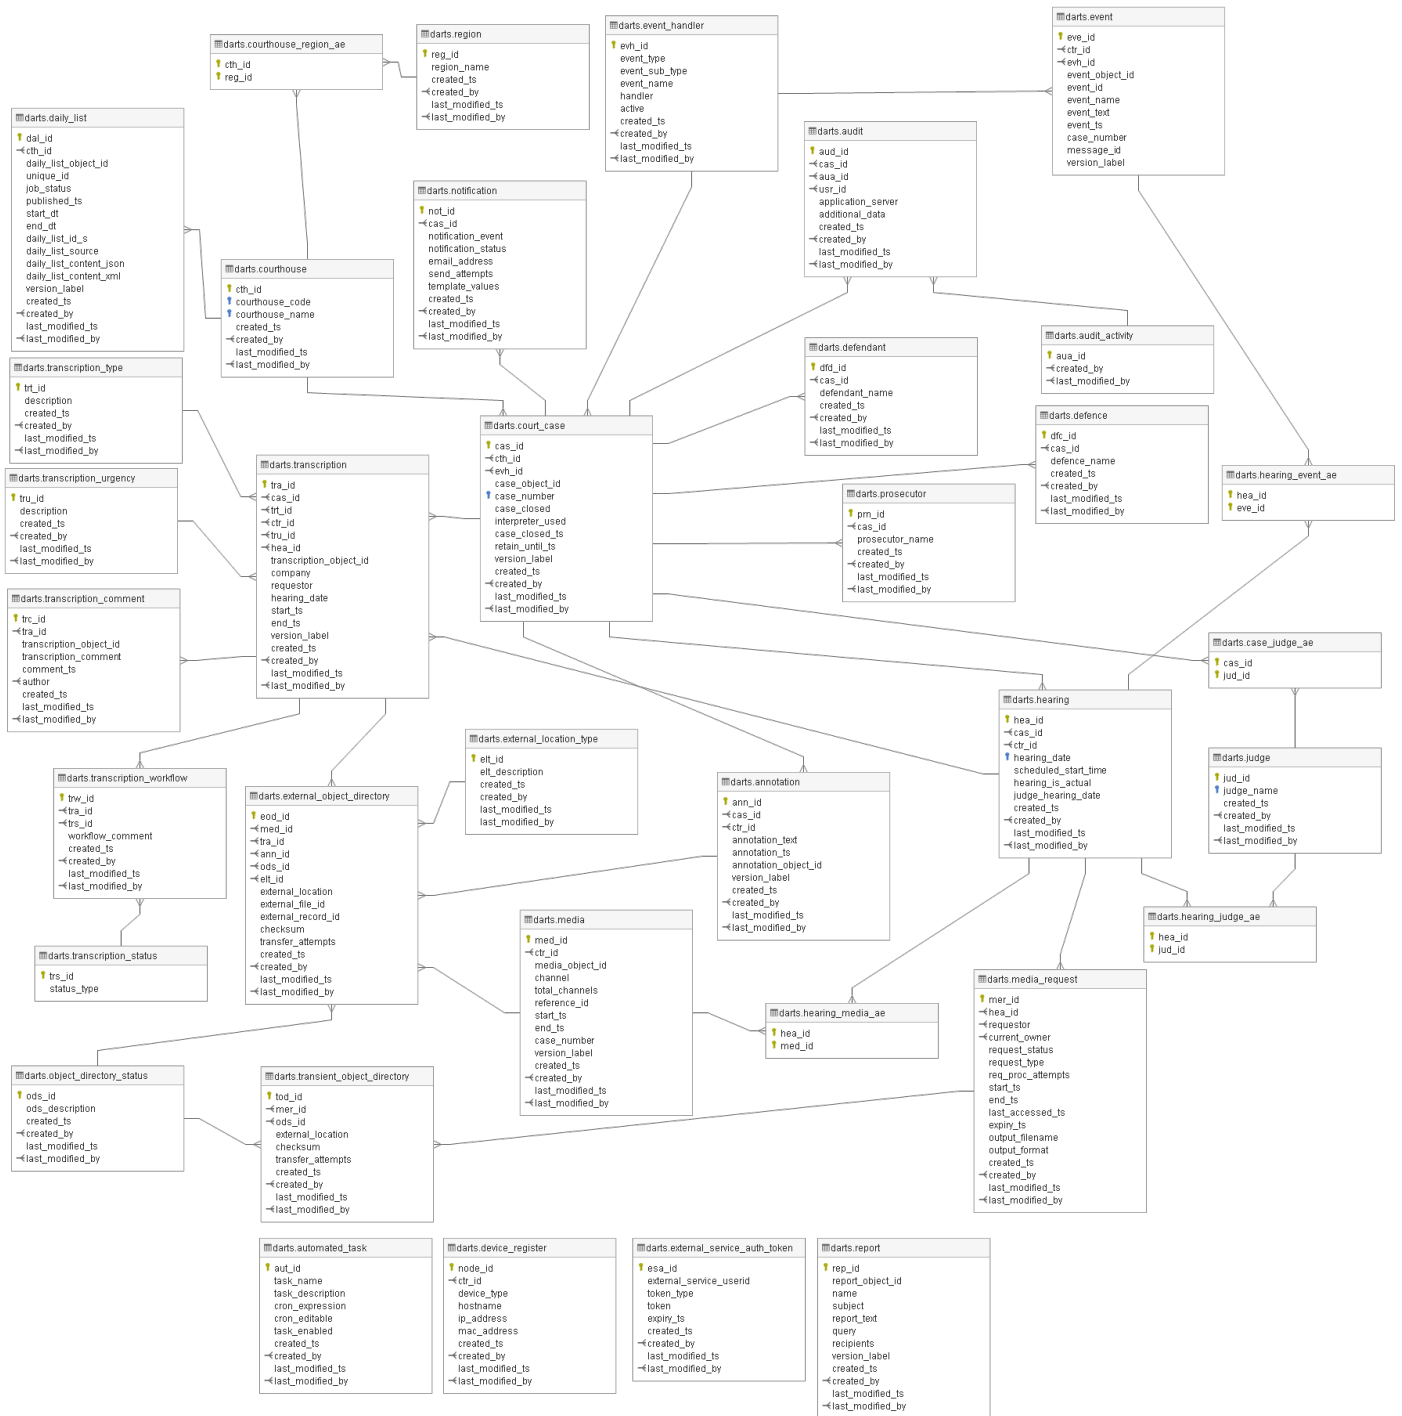 darts.courthouse_region_ae
cth_id
reg_id
darts.region
reg_id
region_name
created_ts
created_by
last_modified_ts
last_modified_by
darts.event_handler
evh_id
event_type
event_sub_type
event_name
handler
active
created_ts
created_by
last_modified_ts
last_modified_by
darts.event
eve_id
ctr_id
evh_id
event_object_id
event_id
event_name
event_text
event_ts
case_number
message_id
version_label
darts.daily_list
dal_id
cth_id
daily_list_object_id
unique_id
job_status
published_ts
start_dt
end_dt
daily_list_id_s
daily_list_source
daily_list_content_json
daily_list_content_xml
version_label
created_ts
created_by
last_modified_ts
last_modified_by
darts.audit
aud_id
cas_id
aua_id
usr_id
application_server
additional_data
created_ts
created_by
last_modified_ts
last_modified_by
darts.notification
not_id
cas_id
notification_event
notification_status
email_address
send_attempts
template_values
created_ts
created_by
last_modified_ts
last_modified_by
darts.courthouse
cth_id
courthouse_code
courthouse_name
created_ts
created_by
last_modified_ts
last_modified_by
darts.audit_activity
aua_id
created_by
last_modified_by
darts.defendant
dfd_id
cas_id
defendant_name
created_ts
created_by
last_modified_ts
last_modified_by
darts.transcription_type
trt_id
description
created_ts
created_by
last_modified_ts
last_modified_by
darts.defence
dfc_id
cas_id
defence_name
created_ts
created_by
last_modified_ts
last_modified_by
darts.court_case
cas_id
cth_id
evh_id
case_object_id
case_number
case_closed
interpreter_used
case_closed_ts
retain_until_ts
version_label
created_ts
created_by
last_modified_ts
last_modified_by
darts.transcription
tra_id
cas_id
trt_id
ctr_id
tru_id
hea_id
transcription_object_id
company
requestor
hearing_date
start_ts
end_ts
version_label
created_ts
created_by
last_modified_ts
last_modified_by
darts.hearing_event_ae
hea_id
eve_id
darts.transcription_urgency
tru_id
description
created_ts
created_by
last_modified_ts
last_modified_by
darts.prosecutor
prn_id
cas_id
prosecutor_name
created_ts
created_by
last_modified_ts
last_modified_by
darts.transcription_comment
trc_id
tra_id
transcription_object_id
transcription_comment
comment_ts
author
created_ts
last_modified_ts
last_modified_by
darts.case_judge_ae
cas_id
jud_id
darts.hearing
hea_id
cas_id
ctr_id
hearing_date
scheduled_start_time
hearing_is_actual
judge_hearing_date
created_ts
created_by
last_modified_ts
last_modified_by
darts.external_location_type
elt_id
elt_description
created_ts
created_by
last_modified_ts
last_modified_by
darts.judge
jud_id
judge_name
created_ts
created_by
last_modified_ts
last_modified_by
darts.transcription_workflow
trw_id
tra_id
trs_id
workflow_comment
created_ts
created_by
last_modified_ts
last_modified_by
darts.annotation
ann_id
cas_id
ctr_id
annotation_text
annotation_ts
annotation_object_id
version_label
created_ts
created_by
last_modified_ts
last_modified_by
darts.external_object_directory
eod_id
med_id
tra_id
ann_id
ods_id
elt_id
external_location
external_file_id
external_record_id
checksum
transfer_attempts
created_ts
created_by
last_modified_ts
last_modified_by
darts.hearing_judge_ae
hea_id
jud_id
darts.media
med_id
ctr_id
media_object_id
channel
total_channels
reference_id
start_ts
end_ts
case_number
version_label
created_ts
created_by
last_modified_ts
last_modified_by
darts.transcription_status
trs_id
status_type
darts.media_request
mer_id
hea_id
requestor
current_owner
request_status
request_type
req_proc_attempts
start_ts
end_ts
last_accessed_ts
expiry_ts
output_filename
output_format
created_ts
created_by
last_modified_ts
last_modified_by
darts.hearing_media_ae
hea_id
med_id
darts.object_directory_status
ods_id
ods_description
created_ts
created_by
last_modified_ts
last_modified_by
darts.transient_object_directory
tod_id
mer_id
ods_id
external_location
checksum
transfer_attempts
created_ts
created_by
last_modified_ts
last_modified_by
darts.automated_task
aut_id
task_name
task_description
cron_expression
cron_editable
task_enabled
created_ts
created_by
last_modified_ts
last_modified_by
darts.device_register
node_id
ctr_id
device_type
hostname
ip_address
mac_address
created_ts
created_by
last_modified_ts
last_modified_by
darts.external_service_auth_token
esa_id
external_service_userid
token_type
token
expiry_ts
created_ts
created_by
last_modified_ts
last_modified_by
darts.report
rep_id
report_object_id
name
subject
report_text
query
recipients
version_label
created_ts
created_by
last_modified_ts
last_modified_by